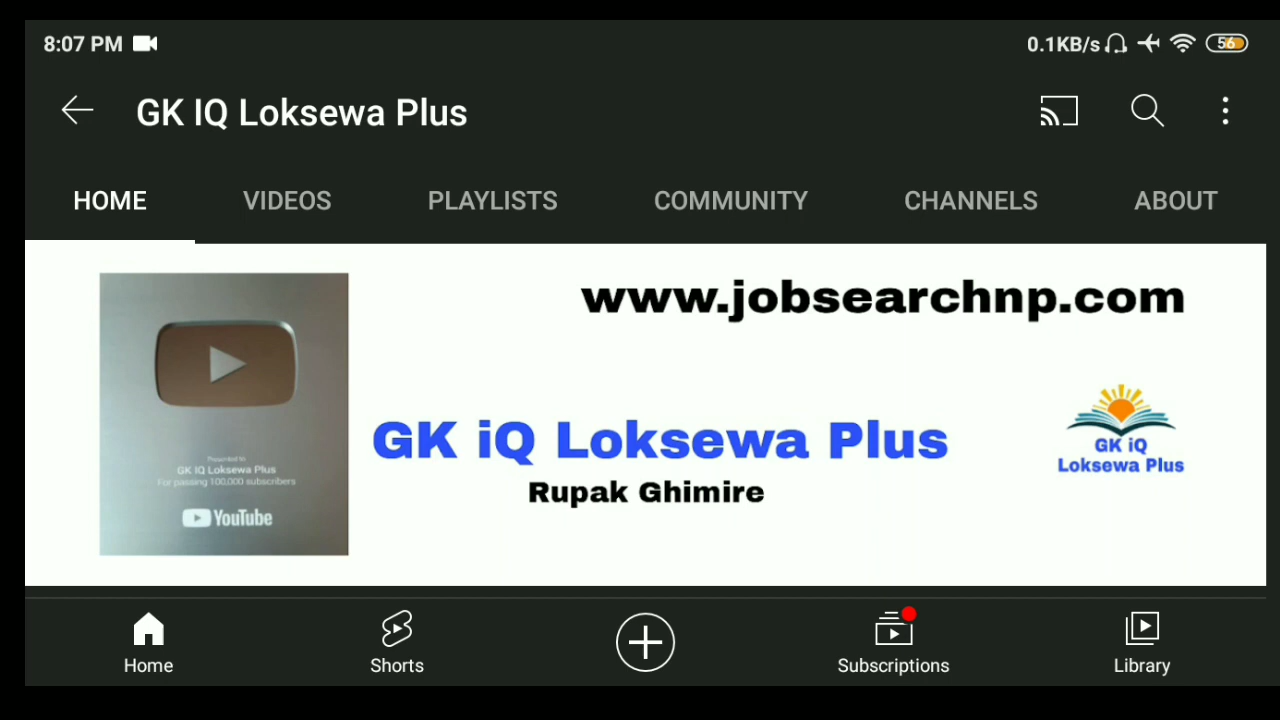 8:07 PM
0.1KB/s
56
GK IQ Loksewa Plus
HOME
VIDEOS
PLAYLISTS
COMMUNITY
CHANNELS
ABOUT
www.jobsearchnp.com
GK iQ Loksewa Plus
Rupak Ghimire
GK iQ
Loksewa Plus
Presented to
GK IQ Loksewa Plus
For passing 100,000 subscribers
YouTube
Home
Shorts
Subscriptions
Library